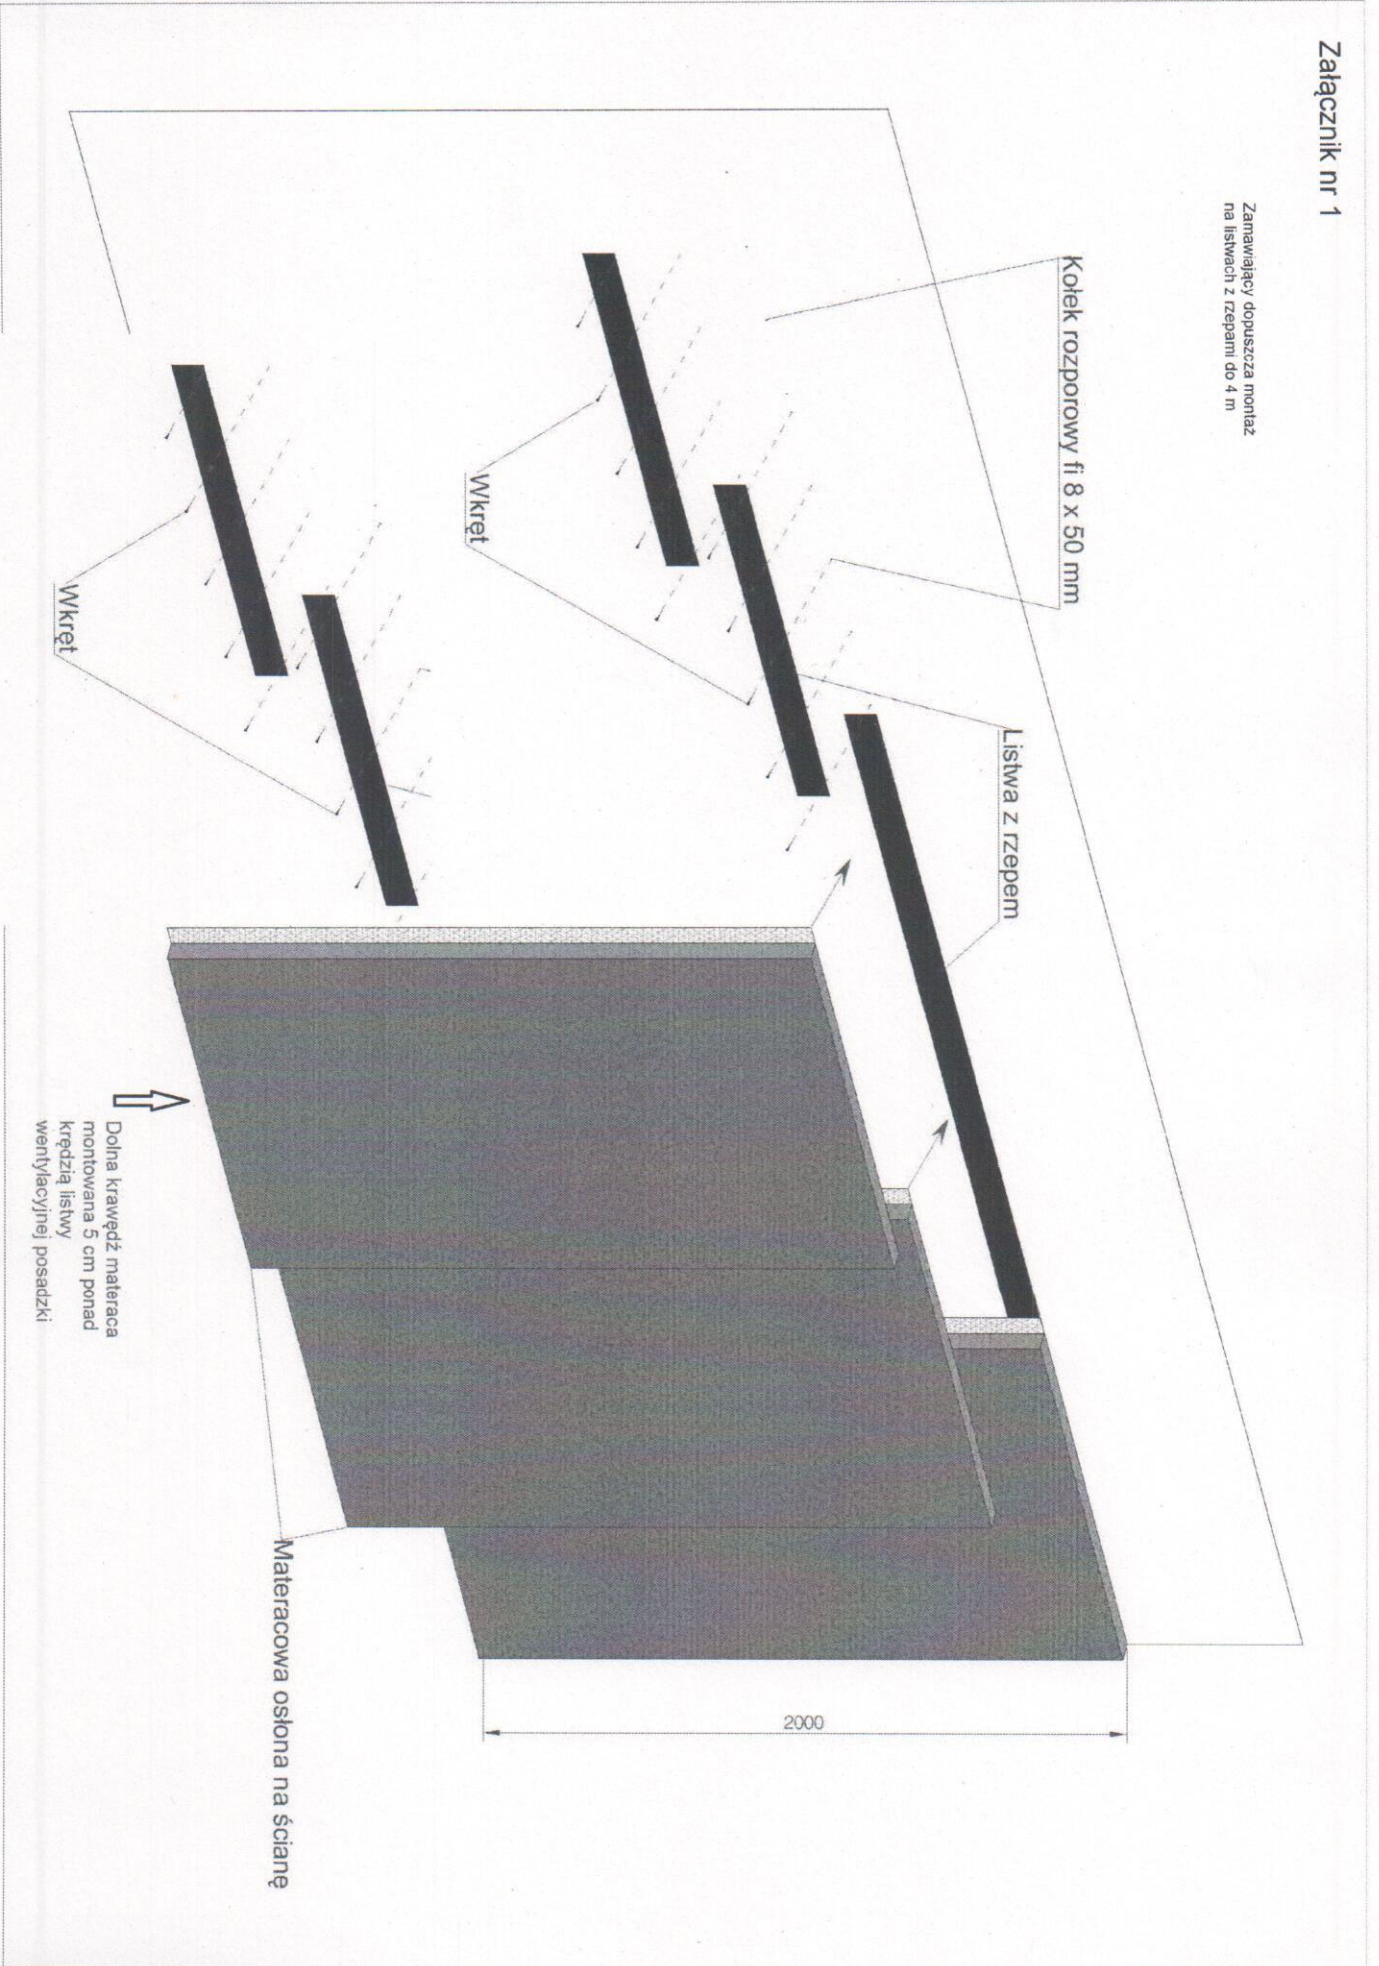 Załącznik nr 1
Zamawiający dopuszcza montaż
na listwach z rzepami do 4 m
Kołek rozporowy fi 8 x 50 mm
Listwa z rzepem
Wkręt
Wkręt
2000
Materacowa osłona na ścianę
Dolna krawędź materaca
montowana 5 cm ponad
krędzią listwy
wentylacyjnej posadzki